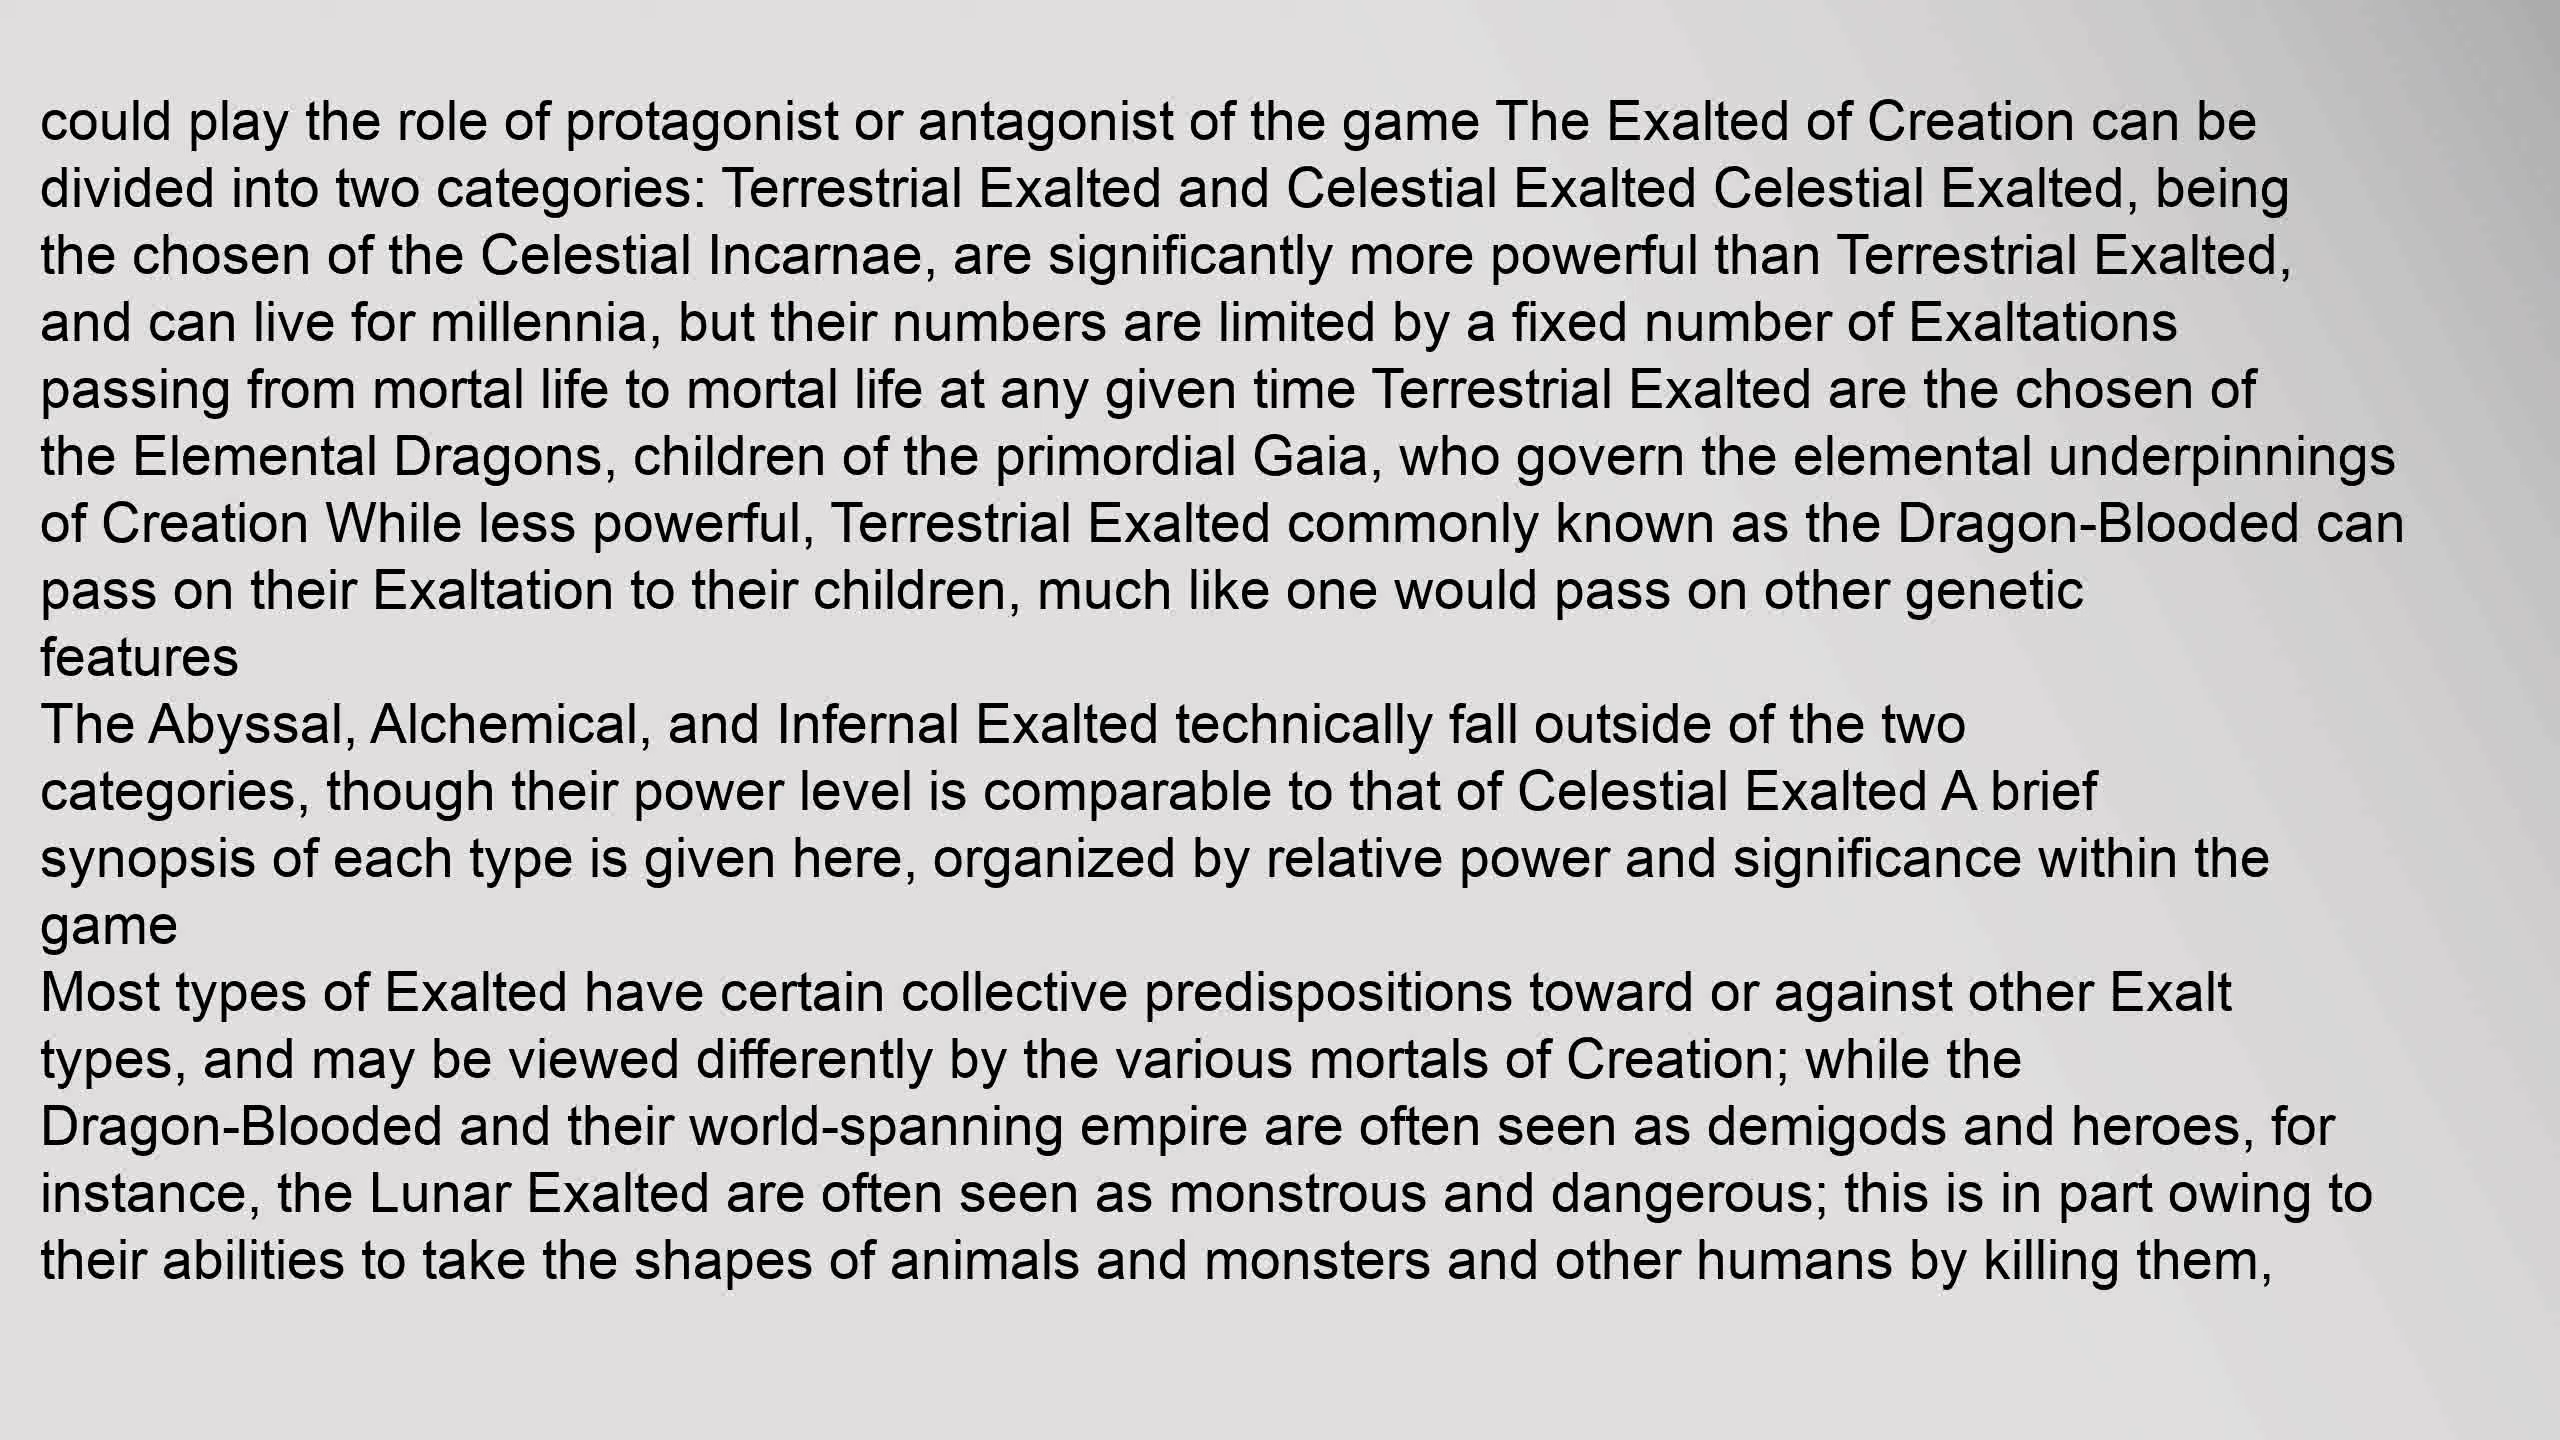 could play the role of protagonist or antagonist of the game The Exalted of Creation can be
divided into two categories: Terrestrial Exalted and Celestial Exalted Celestial Exalted, being
the chosen of the Celestial Incarnae, are significantly more powerful than Terrestrial Exalted,
and can live for millennia, but their numbers are limited by a fixed number of Exaltations
passing from mortal life to mortal life at any given time Terrestrial Exalted are the chosen of
the Elemental Dragons, children of the primordial Gaia, who govern the elemental underpinnings
of Creation While less powerful, Terrestrial Exalted commonly known as the Dragon-Blooded can
pass on their Exaltation to their children, much like one would pass on other genetic
features
The Abyssal, Alchemical, and Infernal Exalted technically fall outside of the two
categories, though their power level is comparable to that of Celestial Exalted A brief
synopsis of each type is given here, organized by relative power and significance within the
game
Most types of Exalted have certain collective predispositions toward or against other Exalt
types, and may be viewed differently by the various mortals of Creation; while the
Dragon-Blooded and their world-spanning empire are often seen as demigods and heroes, for
instance, the Lunar Exalted are often seen as monstrous and dangerous; this is in part owing to
their abilities to take the shapes of animals and monsters and other humans by killing them,